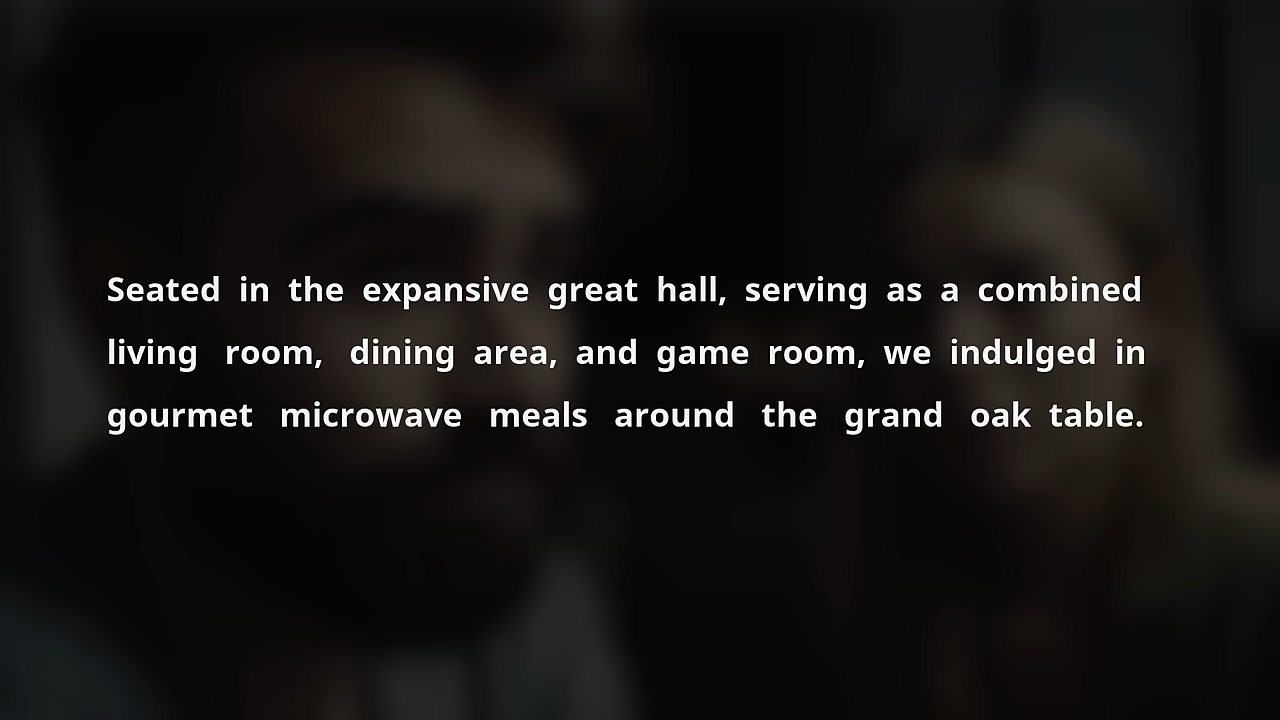 Seated in the expansive great hall, serving as a combined
living room, dining area, and game room, we indulged in
gourmet microwave meals around the grand oak table.